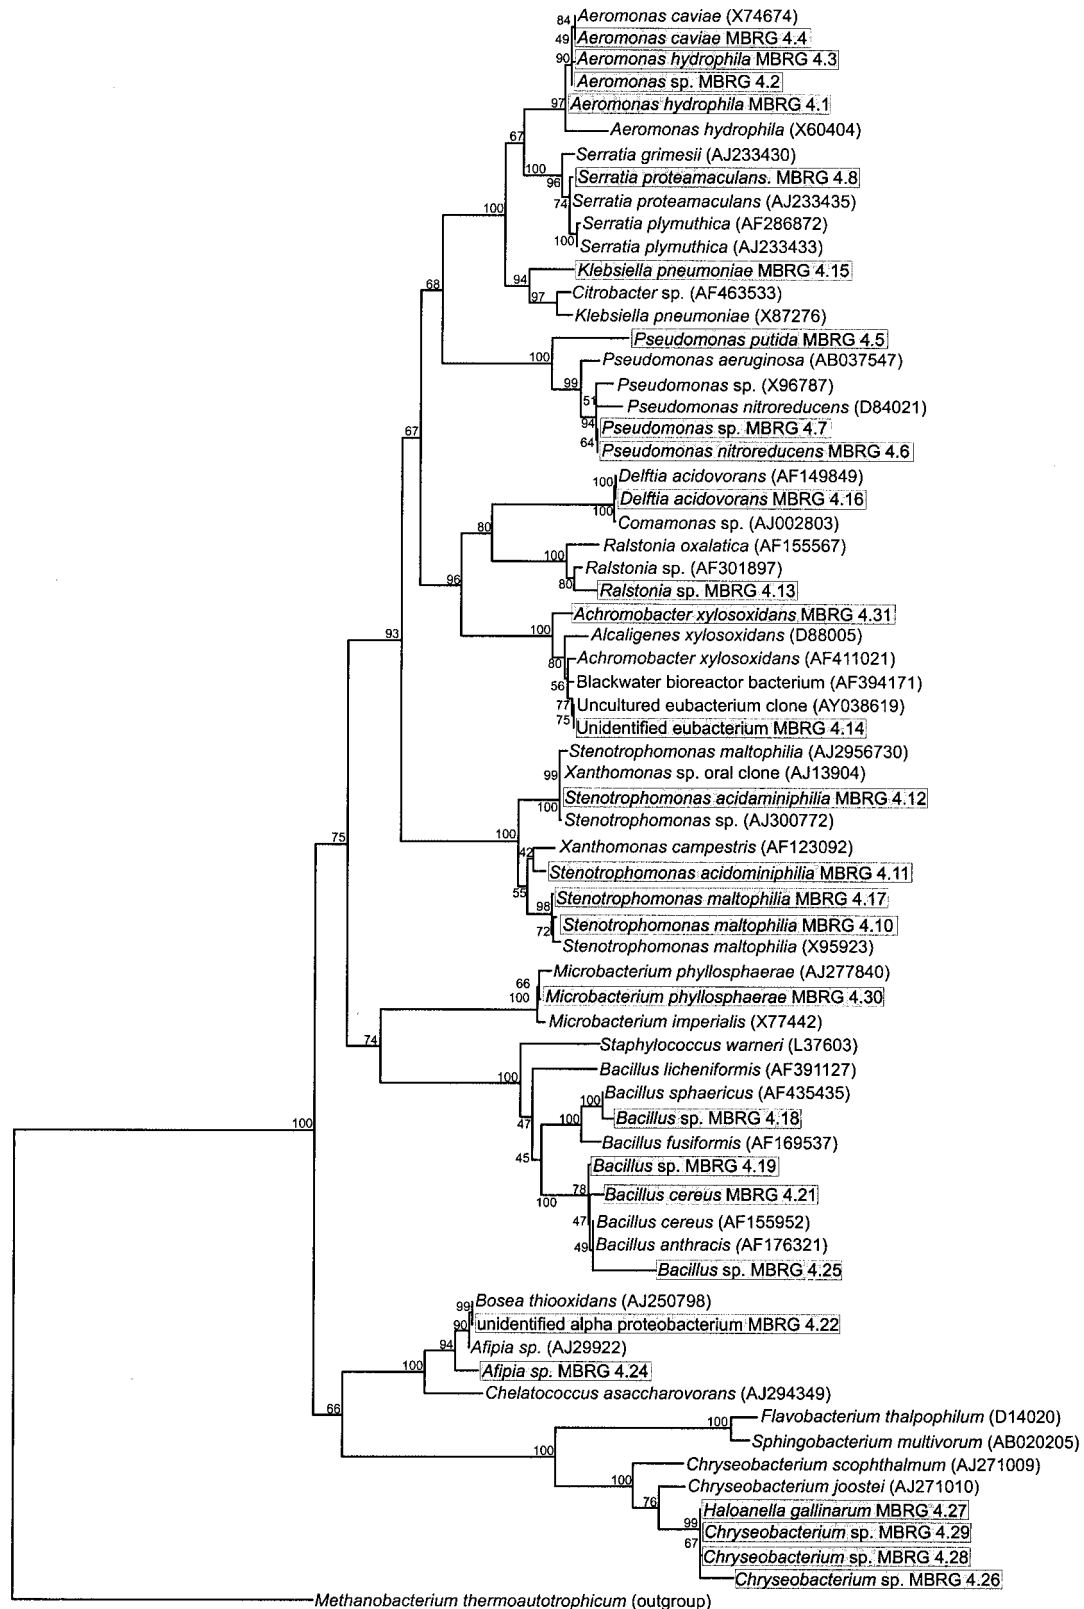 84
Aeromonas caviae (X74674)
49
Aeromonas caviae MBRG 4.4
90
Aeromonas hydrophila MBRG 4.3
Aeromonas sp. MBRG 4.2
97
Aeromonas hydrophila MBRG 4.1
Aeromonas hydrophila (X60404)
67
Serratia grimesii (AJ233430)
100
96
Serratia proteamaculans. MBRG 4.8
74
Serratia proteamaculans (AJ233435)
100
Serratia plymuthica (AF286872)
100
Serratia plymuthica (AJ233433)
94
Klebsiella pneumoniae MBRG 4.15
97
Citrobacter sp. (AF463533)
68
Klebsiella pneumoniae (X87276)
Pseudomonas putida MBRG 4.5
100
Pseudomonas aeruginosa (AB037547)
99
Pseudomonas sp. (X96787)
51
Pseudomonas nitroreducens (D84021)
94
Pseudomonas sp. MBRG 4.7
67
64
Pseudomonas nitroreducens MBRG 4.6
Delftia acidovorans (AF149849)
100
Delftia acidovorans MBRG 4.16
100
Comamonas sp. (AJ002803)
80
Ralstonia oxalatica (AF155567)
100
Ralstonia sp. (AF301897)
96
80
Ralstonia sp. MBRG 4.13
Achromobacter xylosoxidans MBRG 4.31
93
100
Alcaligenes xylosoxidans (D88005)
80
Achromobacter xylosoxidans (AF411021)
56
Blackwater bioreactor bacterium (AF394171)
77
Uncultured eubacterium clone (AY038619)
75
Unidentified eubacterium MBRG 4.14
Stenotrophomonas maltophilia (AJ2956730)
99
Xanthomonas sp. oral clone (AJ13904)
100
Stenotrophomonas acidaminiphilia MBRG 4.12
Stenotrophomonas sp. (AJ300772)
75
100
42
Xanthomonas campestris (AF123092)
Stenotrophomonas acidominiphilia MBRG 4.11
55
98
Stenotrophomonas maltophilia MBRG 4.17
72
Stenotrophomonas maltophilia MBRG 4.10
Stenotrophomonas maltophilia (X95923)
Microbacterium phyllosphaerae (AJ277840)
66
100
Microbacterium phyllosphaerae MBRG 4.30
Microbacterium imperialis (X77442)
74
Staphylococcus warneri (L37603)
100
Bacillus licheniformis (AF391127)
Bacillus sphaericus (AF435435)
100
Bacillus sp. MBRG 4.18
100
47
Bacillus fusiformis (AF169537)
100
45
Bacillus sp. MBRG 4.19
78
100
Bacillus cereus MBRG 4.21
47
Bacillus cereus (AF155952)
49
Bacillus anthracis (AF176321)
Bacillus sp. MBRG 4.25
99
Bosea thiooxidans (AJ250798)
90
unidentified alpha proteobacterium MBRG 4.22
94
Afipia sp. (AJ29922)
100
Afipia sp. MBRG 4.24
Chelatococcus asaccharovorans (AJ294349)
66
100
Flavobacterium thalpophilum (D14020)
100
Sphingobacterium multivorum (AB020205)
Chryseobacterium scophthalmum (AJ271009)
100
Chryseobacterium joostei (AJ271010)
76
Haloanella gallinarum MBRG 4.27
99
Chryseobacterium sp. MBRG 4.29
67
Chryseobacterium sp. MBRG 4.28
Chryseobacterium sp. MBRG 4.26
Methanobacterium thermoautotrophicum (outgroup)